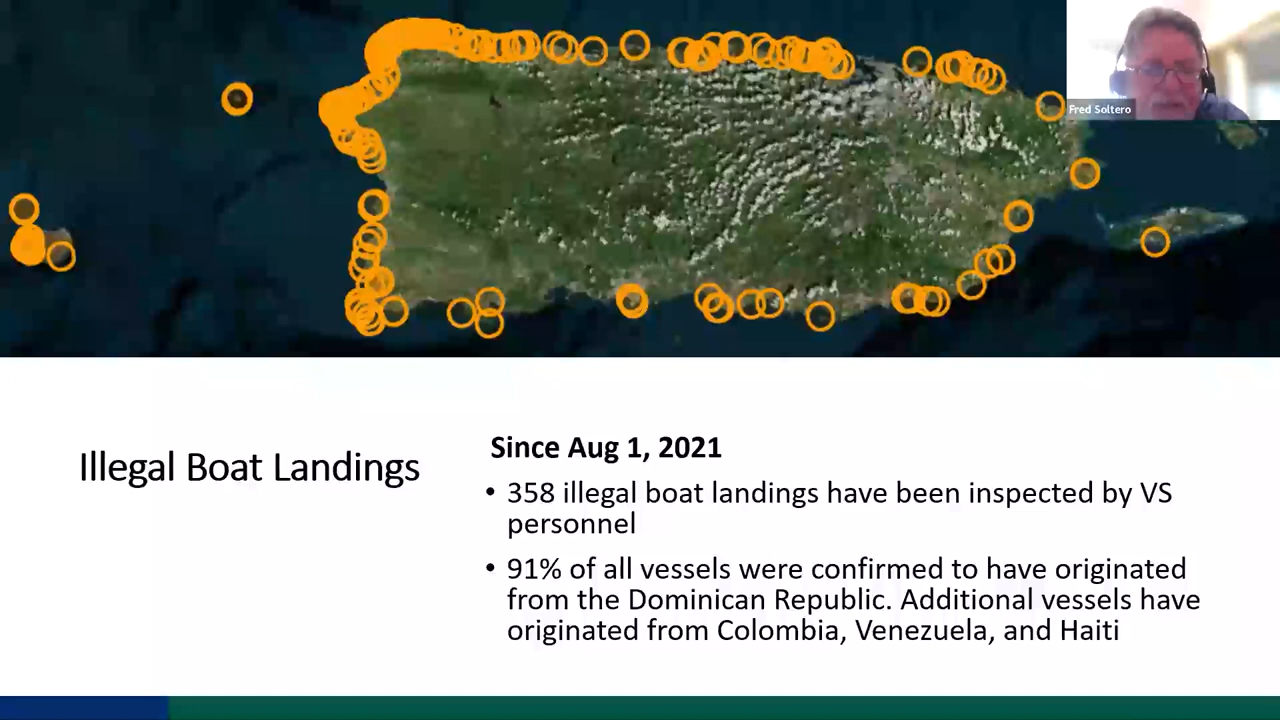 Fred Soltero
Illegal Boat Landings
Since Aug 1, 2021
• 358 illegal boat landings have been inspected by VS
personnel
• 91% of all vessels were confirmed to have originated
from the Dominican Republic. Additional vessels have
originated from Colombia, Venezuela, and Haiti